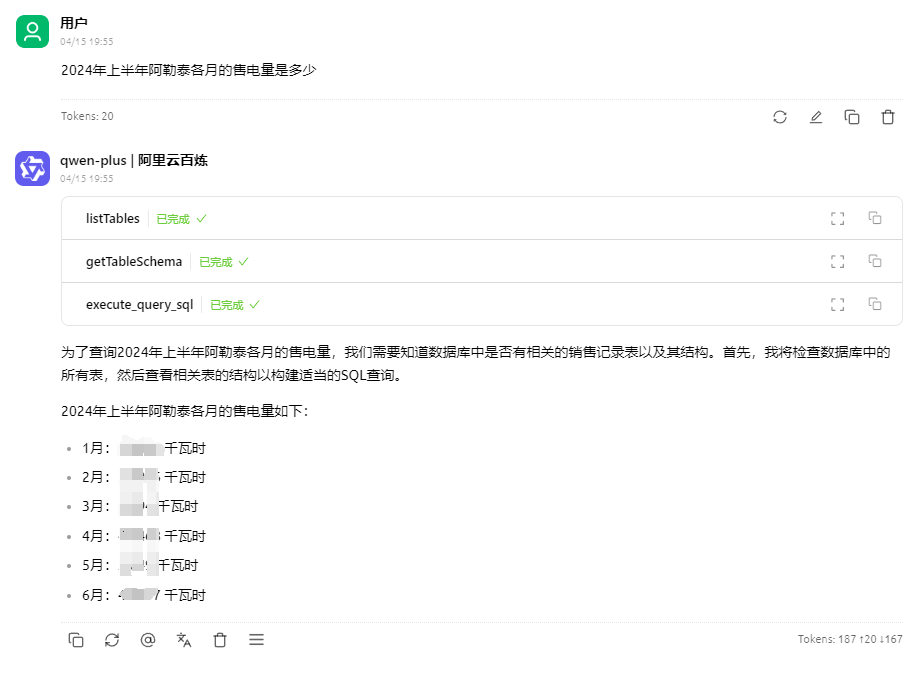 用户
04/15 19:55
2024年上半年阿勒泰各月的售电量是多少
Tokens: 20
qwen-plus | 阿里云百炼
04/15 19:55
listTables 已完成
getTableSchema 已完成
execute_query_sql 已完成
为了查询2024年上半年阿勒泰各月的售电量，我们需要知道数据库中是否有相关的销售记录表以及其结构。首先，我将检查数据库中的
所有表，然后查看相关表的结构以构建适当的SQL查询。
2024年上半年阿勒泰各月的售电量如下：
1月： 千瓦时
2月： 千瓦时
3月： 千瓦时
4月： 千瓦时
5月： 千瓦时
6月： 千瓦时
Tokens: 187 ↑20 ↓167